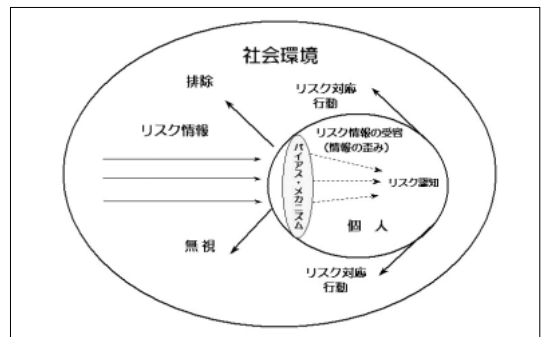 社会環境
排除
リスク対応
行動
リスク情報
リスク情報の受容
（情報の歪み）
バイアス・メカニズム
リスク認知
個 人
無 視
リスク対応
行動